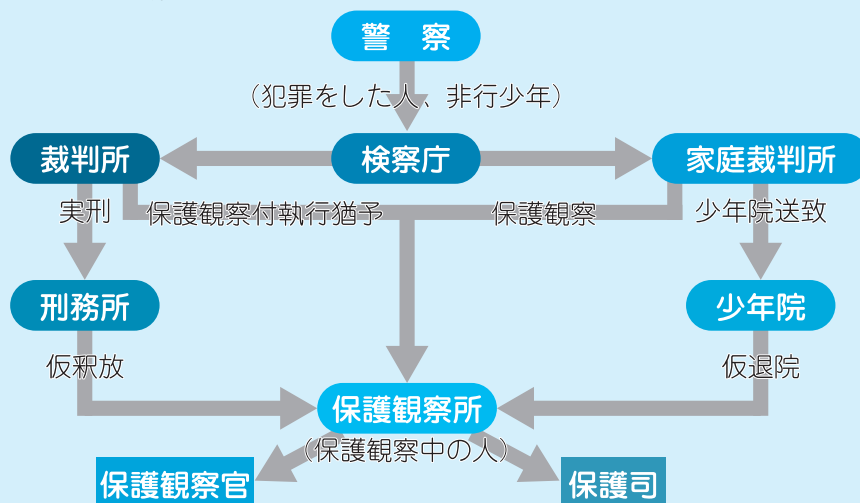 警 察
（犯罪をした人、非行少年）
裁判所
検察庁
家庭裁判所
実刑
保護観察付執行猶予
保護観察
少年院送致
刑務所
少年院
仮釈放
仮退院
保護観察所
（保護観察中の人）
保護観察官
保護司